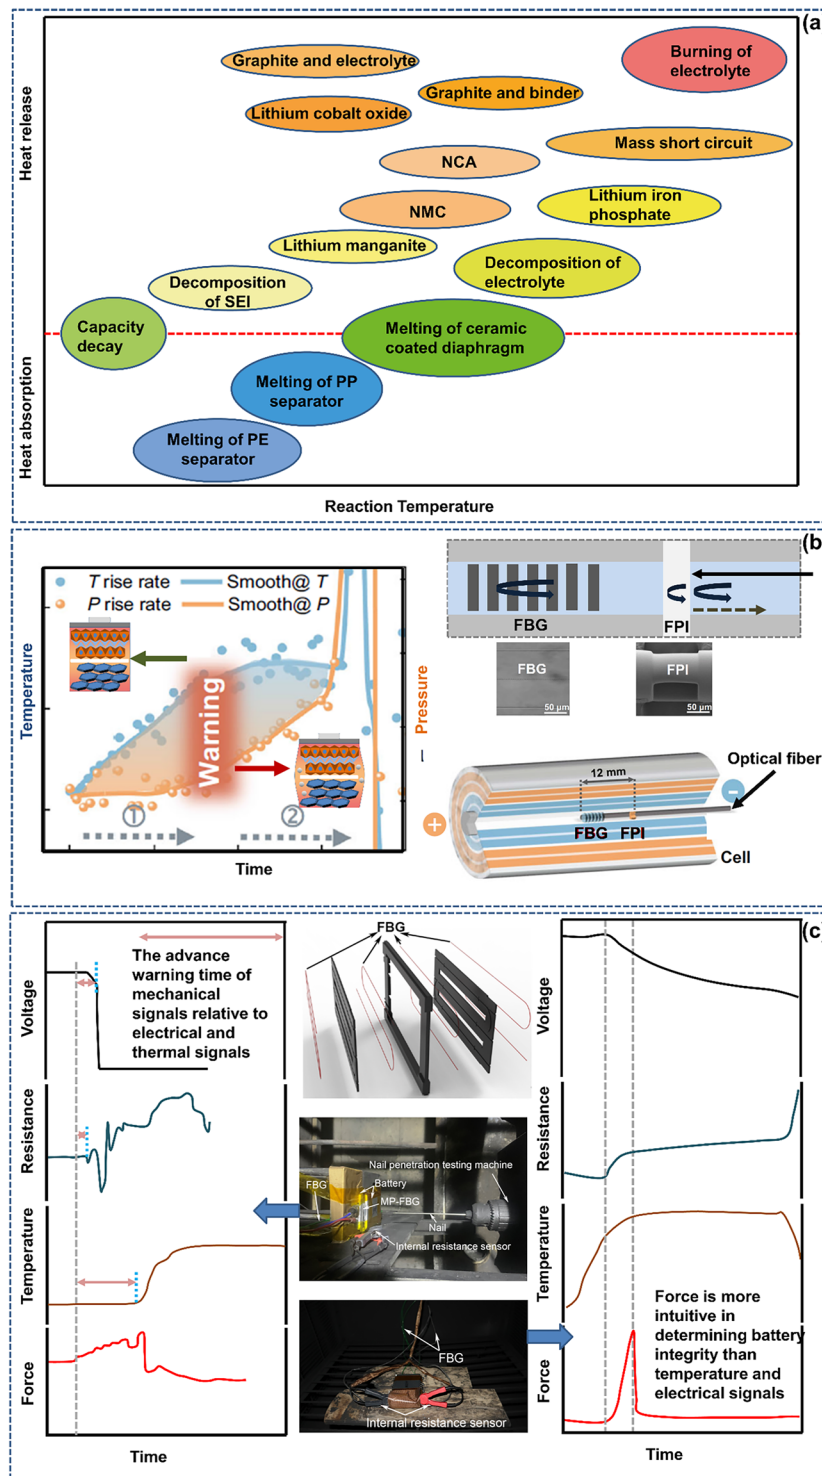 (a)
Heat release
Heat absorption
Graphite and electrolyte
Burning of
electrolyte
Graphite and binder
Lithium cobalt oxide
Mass short circuit
NCA
Lithium iron
phosphate
NMC
Lithium manganite
Decomposition of
electrolyte
Decomposition
of SEI
Capacity
decay
Melting of ceramic
coated diaphragm
Melting of PP
separator
Melting of PE
separator
Reaction Temperature
(b)
T rise rate
Smooth@ T
P rise rate
Smooth@ P
Temperature
Pressure
Warning
①
②
Time
FBG
FPI
FBG
50 µm
FPI
50 µm
Optical fiber
12 mm
+
−
FBG
FPI
Cell
(c)
The advance
warning time of
mechanical
signals relative to
electrical and
thermal signals
Voltage
Resistance
Temperature
Force
Time
FBG
Nail penetration testing machine
Battery
FBG
MP-FBG
Nail
Internal resistance sensor
FBG
Internal resistance sensor
Voltage
Resistance
Temperature
Force
Force is more
intuitive in
determining battery
integrity than
temperature and
electrical signals
Time